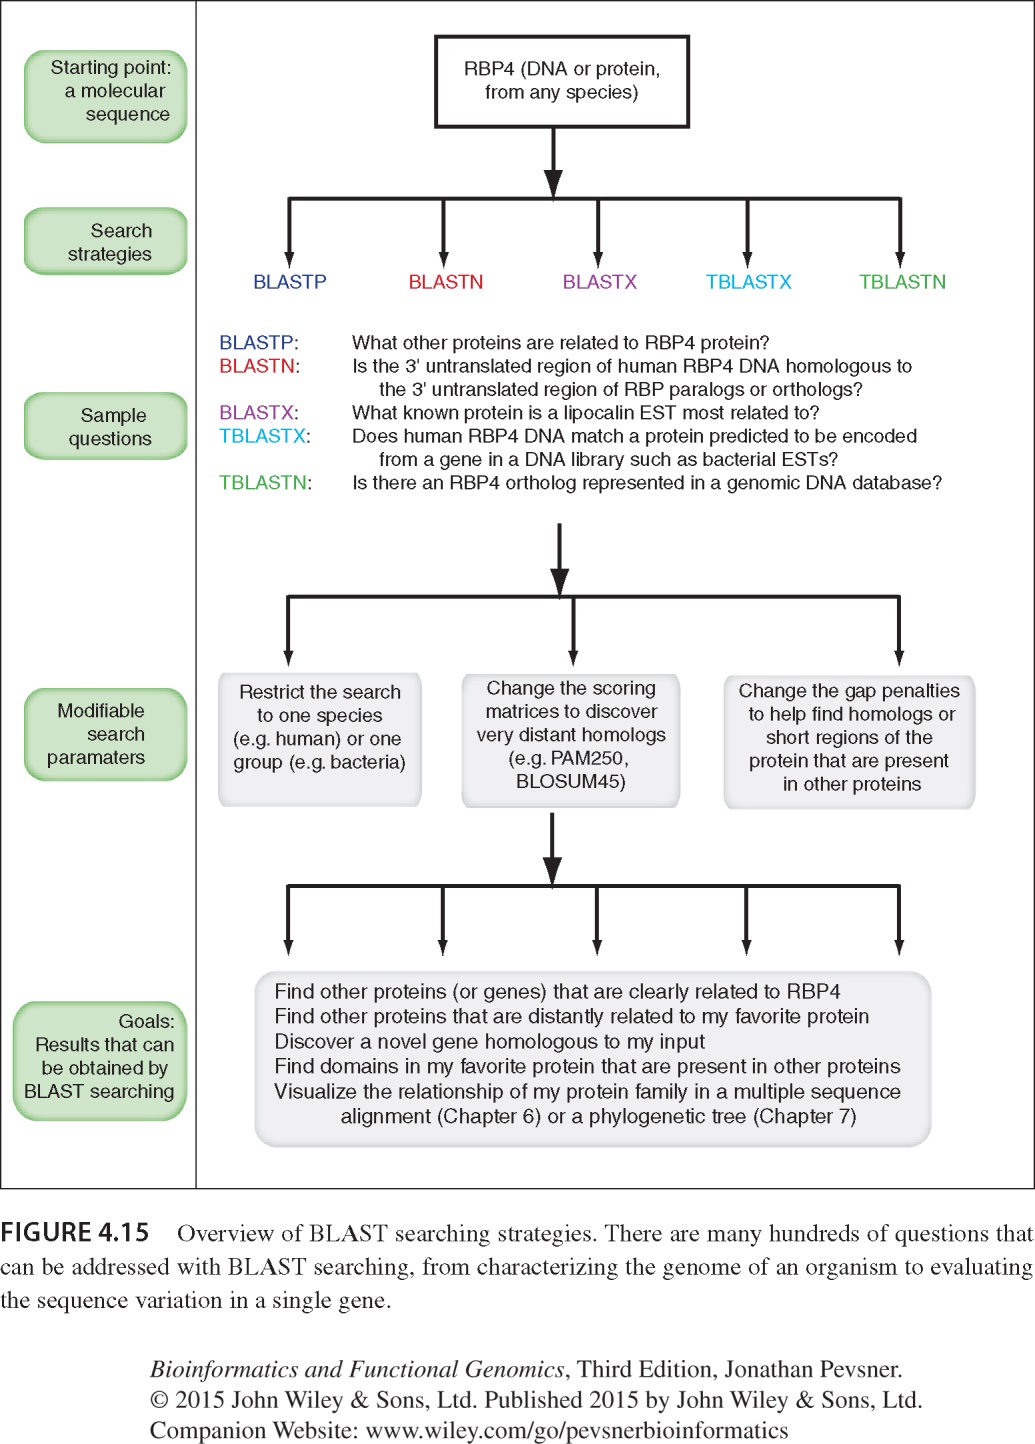 Starting point:
a molecular
sequence
RBP4 (DNA or protein,
from any species)
Search
strategies
BLASTP BLASTN BLASTX TBLASTX TBLASTN
Sample
questions
BLASTP: What other proteins are related to RBP4 protein?
BLASTN: Is the 3' untranslated region of human RBP4 DNA homologous to
the 3' untranslated region of RBP paralogs or orthologs?
BLASTX: What known protein is a lipocalin EST most related to?
TBLASTX: Does human RBP4 DNA match a protein predicted to be encoded
from a gene in a DNA library such as bacterial ESTs?
TBLASTN: Is there an RBP4 ortholog represented in a genomic DNA database?
Modifiable
search
paramaters
Restrict the search
to one species
(e.g. human) or one
group (e.g. bacteria)
Change the scoring
matrices to discover
very distant homologs
(e.g. PAM250,
BLOSUM45)
Change the gap penalties
to help find homologs or
short regions of the
protein that are present
in other proteins
Goals:
Results that can
be obtained by
BLAST searching
Find other proteins (or genes) that are clearly related to RBP4
Find other proteins that are distantly related to my favorite protein
Discover a novel gene homologous to my input
Find domains in my favorite protein that are present in other proteins
Visualize the relationship of my protein family in a multiple sequence
alignment (Chapter 6) or a phylogenetic tree (Chapter 7)
FIGURE 4.15 Overview of BLAST searching strategies. There are many hundreds of questions that
can be addressed with BLAST searching, from characterizing the genome of an organism to evaluating
the sequence variation in a single gene.
Bioinformatics and Functional Genomics, Third Edition, Jonathan Pevsner.
© 2015 John Wiley & Sons, Ltd. Published 2015 by John Wiley & Sons, Ltd.
Companion Website: www.wiley.com/go/pevsnerbioinformatics